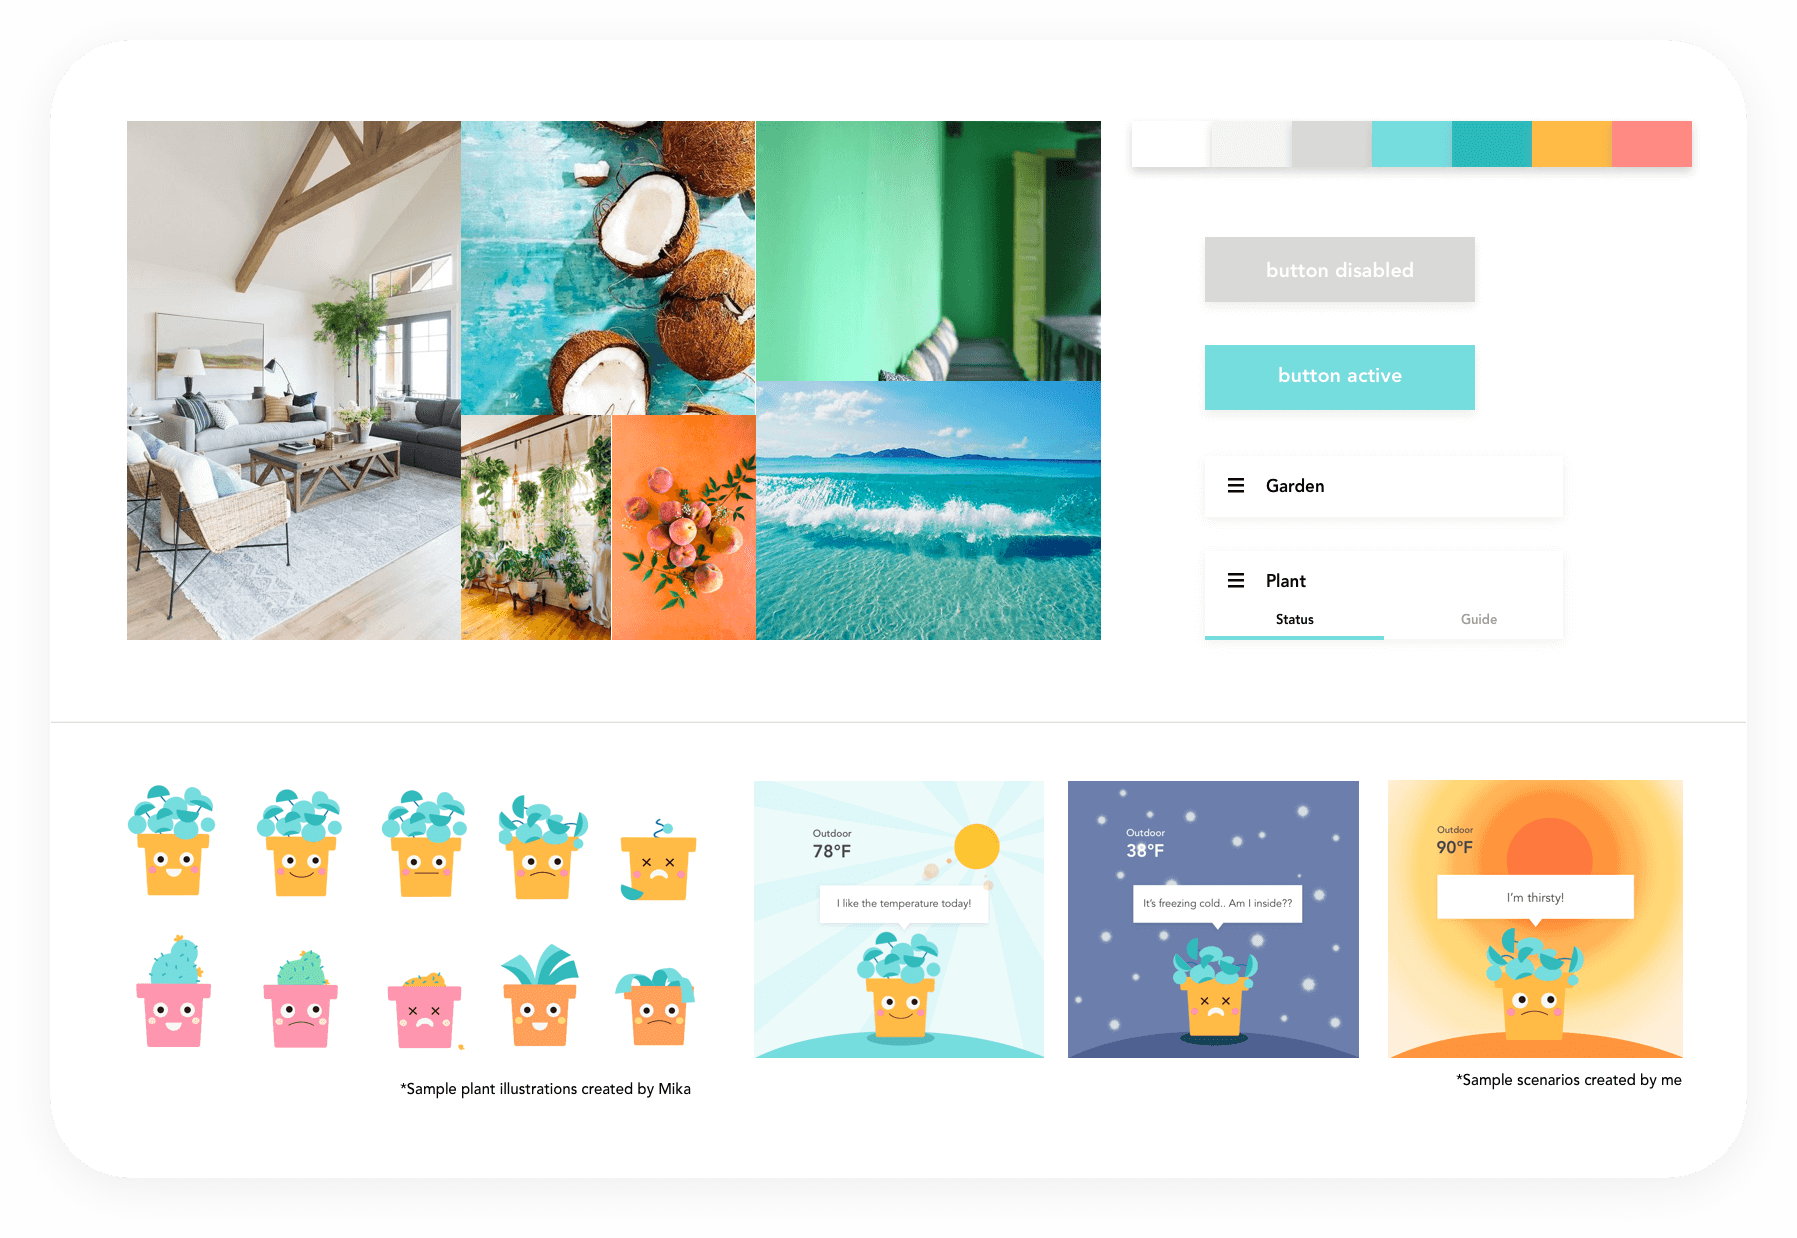 button disabled
button active
Garden
Plant
Status
Guide
Outdoor
78°F
I like the temperature today!
Outdoor
38°F
It's freezing cold.. Am I inside??
Outdoor
90°F
I'm thirsty!
*Sample plant illustrations created by Mika
*Sample scenarios created by me